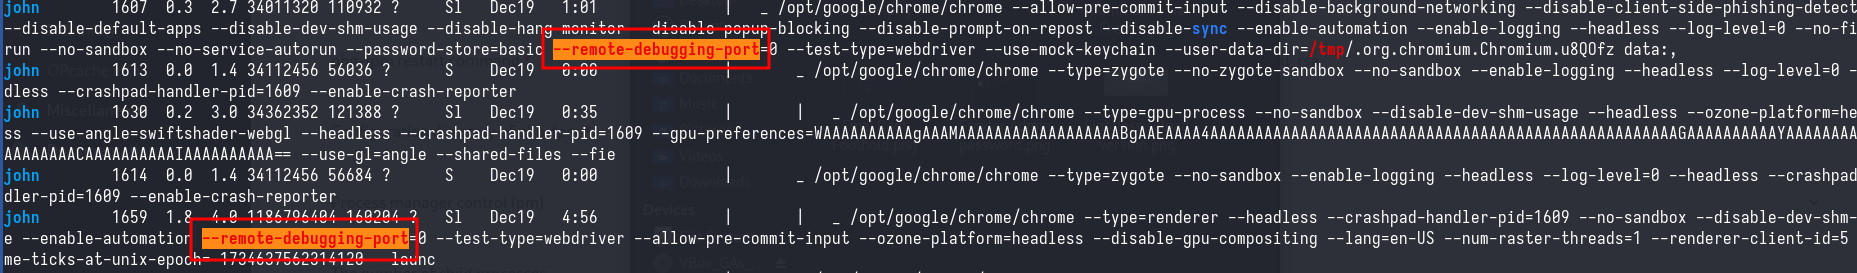 john 1607 0.3 2.7 34011320 110932 ? Sl Dec19 1:01 | _ /opt/google/chrome/chrome --allow-pre-commit-input --disable-background-networking --disable-client-side-phishing-detect
--disable-default-apps --disable-dev-shm-usage --disable-hang-monitor --disable-popup-blocking --disable-prompt-on-repost --disable-sync --enable-automation --enable-logging --headless --log-level=0 --no-fi
run --no-sandbox --no-service-autorun --password-store=basic --remote-debugging-port=0 --test-type=webdriver --use-mock-keychain --user-data-dir=/tmp/.org.chromium.Chromium.u8QOfz data:,
john 1613 0.0 1.4 34112456 56036 ? S Dec19 0:00 | _ /opt/google/chrome/chrome --type=zygote --no-zygote-sandbox --no-sandbox --enable-logging --headless --log-level=0 -
dless --crashpad-handler-pid=1609 --enable-crash-reporter
john 1630 0.2 3.0 34362352 121388 ? Sl Dec19 0:35 | | _ /opt/google/chrome/chrome --type=gpu-process --no-sandbox --disable-dev-shm-usage --headless --ozone-platform=he
ss --use-angle=swiftshader-webgl --headless --crashpad-handler-pid=1609
--use-gl=angle --shared-files --fie
john 1614 0.0 1.4 34112456 56684 ? S Dec19 0:00 | _ /opt/google/chrome/chrome --type=zygote --no-sandbox --enable-logging --headless --log-level=0 --headless --crashpad
dler-pid=1609 --enable-crash-reporter
john 1659 1.8 4.0 1186796404 160204 ? Sl Dec19 4:56 | | _ /opt/google/chrome/chrome --type=renderer --headless --crashpad-handler-pid=1609 --no-sandbox --disable-dev-shm-
e --enable-automation --remote-debugging-port=0 --test-type=webdriver --allow-pre-commit-input --ozone-platform=headless --disable-gpu-compositing --lang=en-US --num-raster-threads=1 --renderer-client-id=5
me-ticks-at-unix-epoch=-1734637562314120 --launc
Documents
Music
Videos
Downloads
Devices